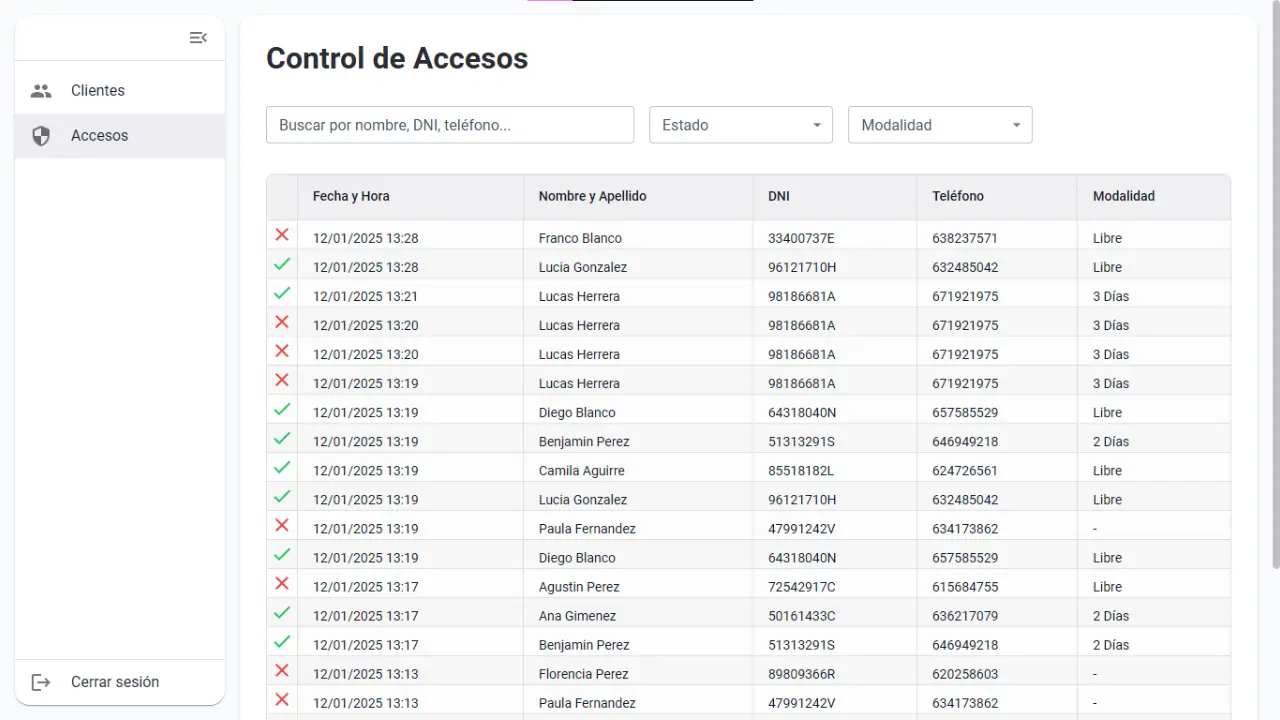 Control de Accesos
Clientes
Accesos
Cerrar sesión
Buscar por nombre, DNI, teléfono... Estado Modalidad
Fecha y Hora Nombre y Apellido DNI Teléfono Modalidad
12/01/2025 13:28 Franco Blanco 33400737E 638237571 Libre
12/01/2025 13:28 Lucia Gonzalez 96121710H 632485042 Libre
12/01/2025 13:21 Lucas Herrera 98186681A 671921975 3 Días
12/01/2025 13:20 Lucas Herrera 98186681A 671921975 3 Días
12/01/2025 13:20 Lucas Herrera 98186681A 671921975 3 Días
12/01/2025 13:19 Lucas Herrera 98186681A 671921975 3 Días
12/01/2025 13:19 Diego Blanco 64318040N 657585529 Libre
12/01/2025 13:19 Benjamin Perez 51313291S 646949218 2 Días
12/01/2025 13:19 Camila Aguirre 85518182L 624726561 Libre
12/01/2025 13:19 Lucia Gonzalez 96121710H 632485042 Libre
12/01/2025 13:19 Paula Fernandez 47991242V 634173862 -
12/01/2025 13:19 Diego Blanco 64318040N 657585529 Libre
12/01/2025 13:17 Agustin Perez 72542917C 615684755 Libre
12/01/2025 13:17 Ana Gimenez 50161433C 636217079 2 Días
12/01/2025 13:17 Benjamin Perez 51313291S 646949218 2 Días
12/01/2025 13:13 Florencia Perez 89809366R 620258603 -
12/01/2025 13:13 Paula Fernandez 47991242V 634173862 -